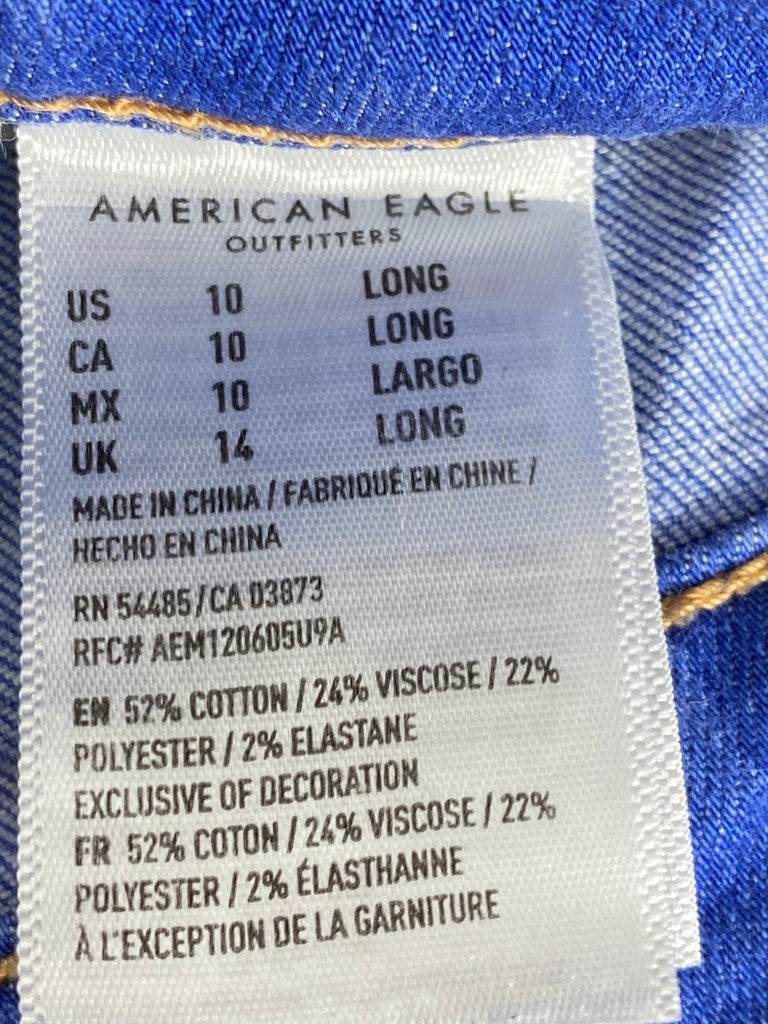 AMERICAN EAGLE
OUTFITTERS
US 10 LONG
CA 10 LONG
MX 10 LARGO
UK 14 LONG
MADE IN CHINA / FABRIQUÉ EN CHINE /
HECHO EN CHINA
RN 54485/CA 03873
RFC# AEM120605U9A
EN 52% COTTON / 24% VISCOSE / 22%
POLYESTER / 2% ELASTANE
EXCLUSIVE OF DECORATION
FR 52% COTON / 24% VISCOSE / 22%
POLYESTER / 2% ÉLASTHANNE
À L'EXCEPTION DE LA GARNITURE